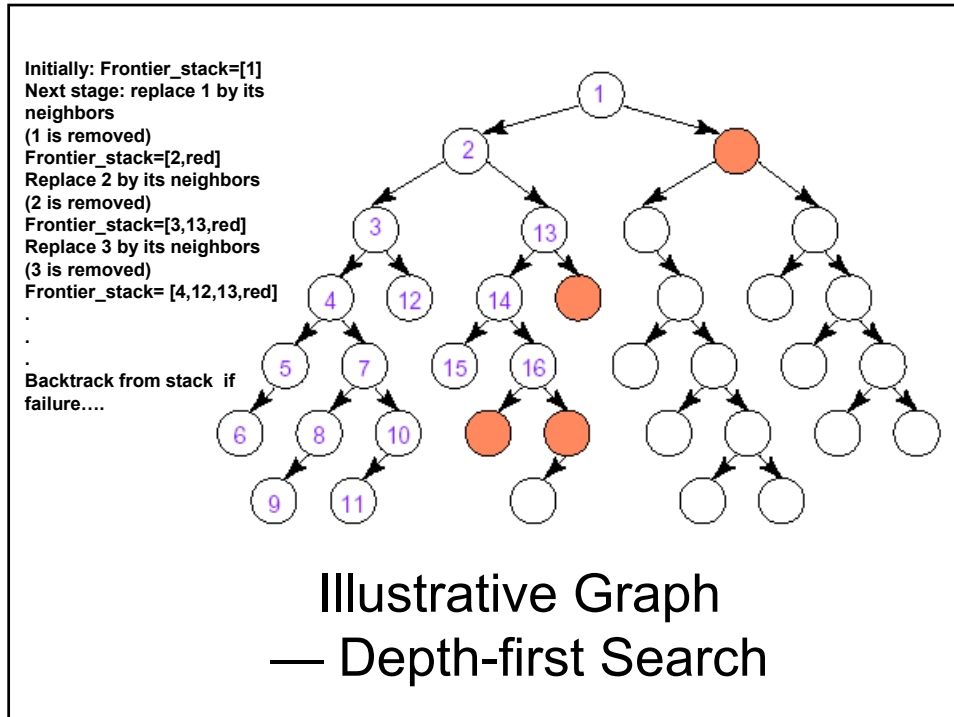 Initially: Frontier_stack=[1]
Next stage: replace 1 by its
neighbors
(1 is removed)
Frontier_stack=[2,red]
Replace 2 by its neighbors
(2 is removed)
Frontier_stack=[3,13,red]
Replace 3 by its neighbors
(3 is removed)
Frontier_stack= [4,12,13,red]
.
.
.
Backtrack from stack if
failure….
1
2
3 13
4 12 14
5 7 15 16
6 8 10
9 11
Illustrative Graph
— Depth-first Search